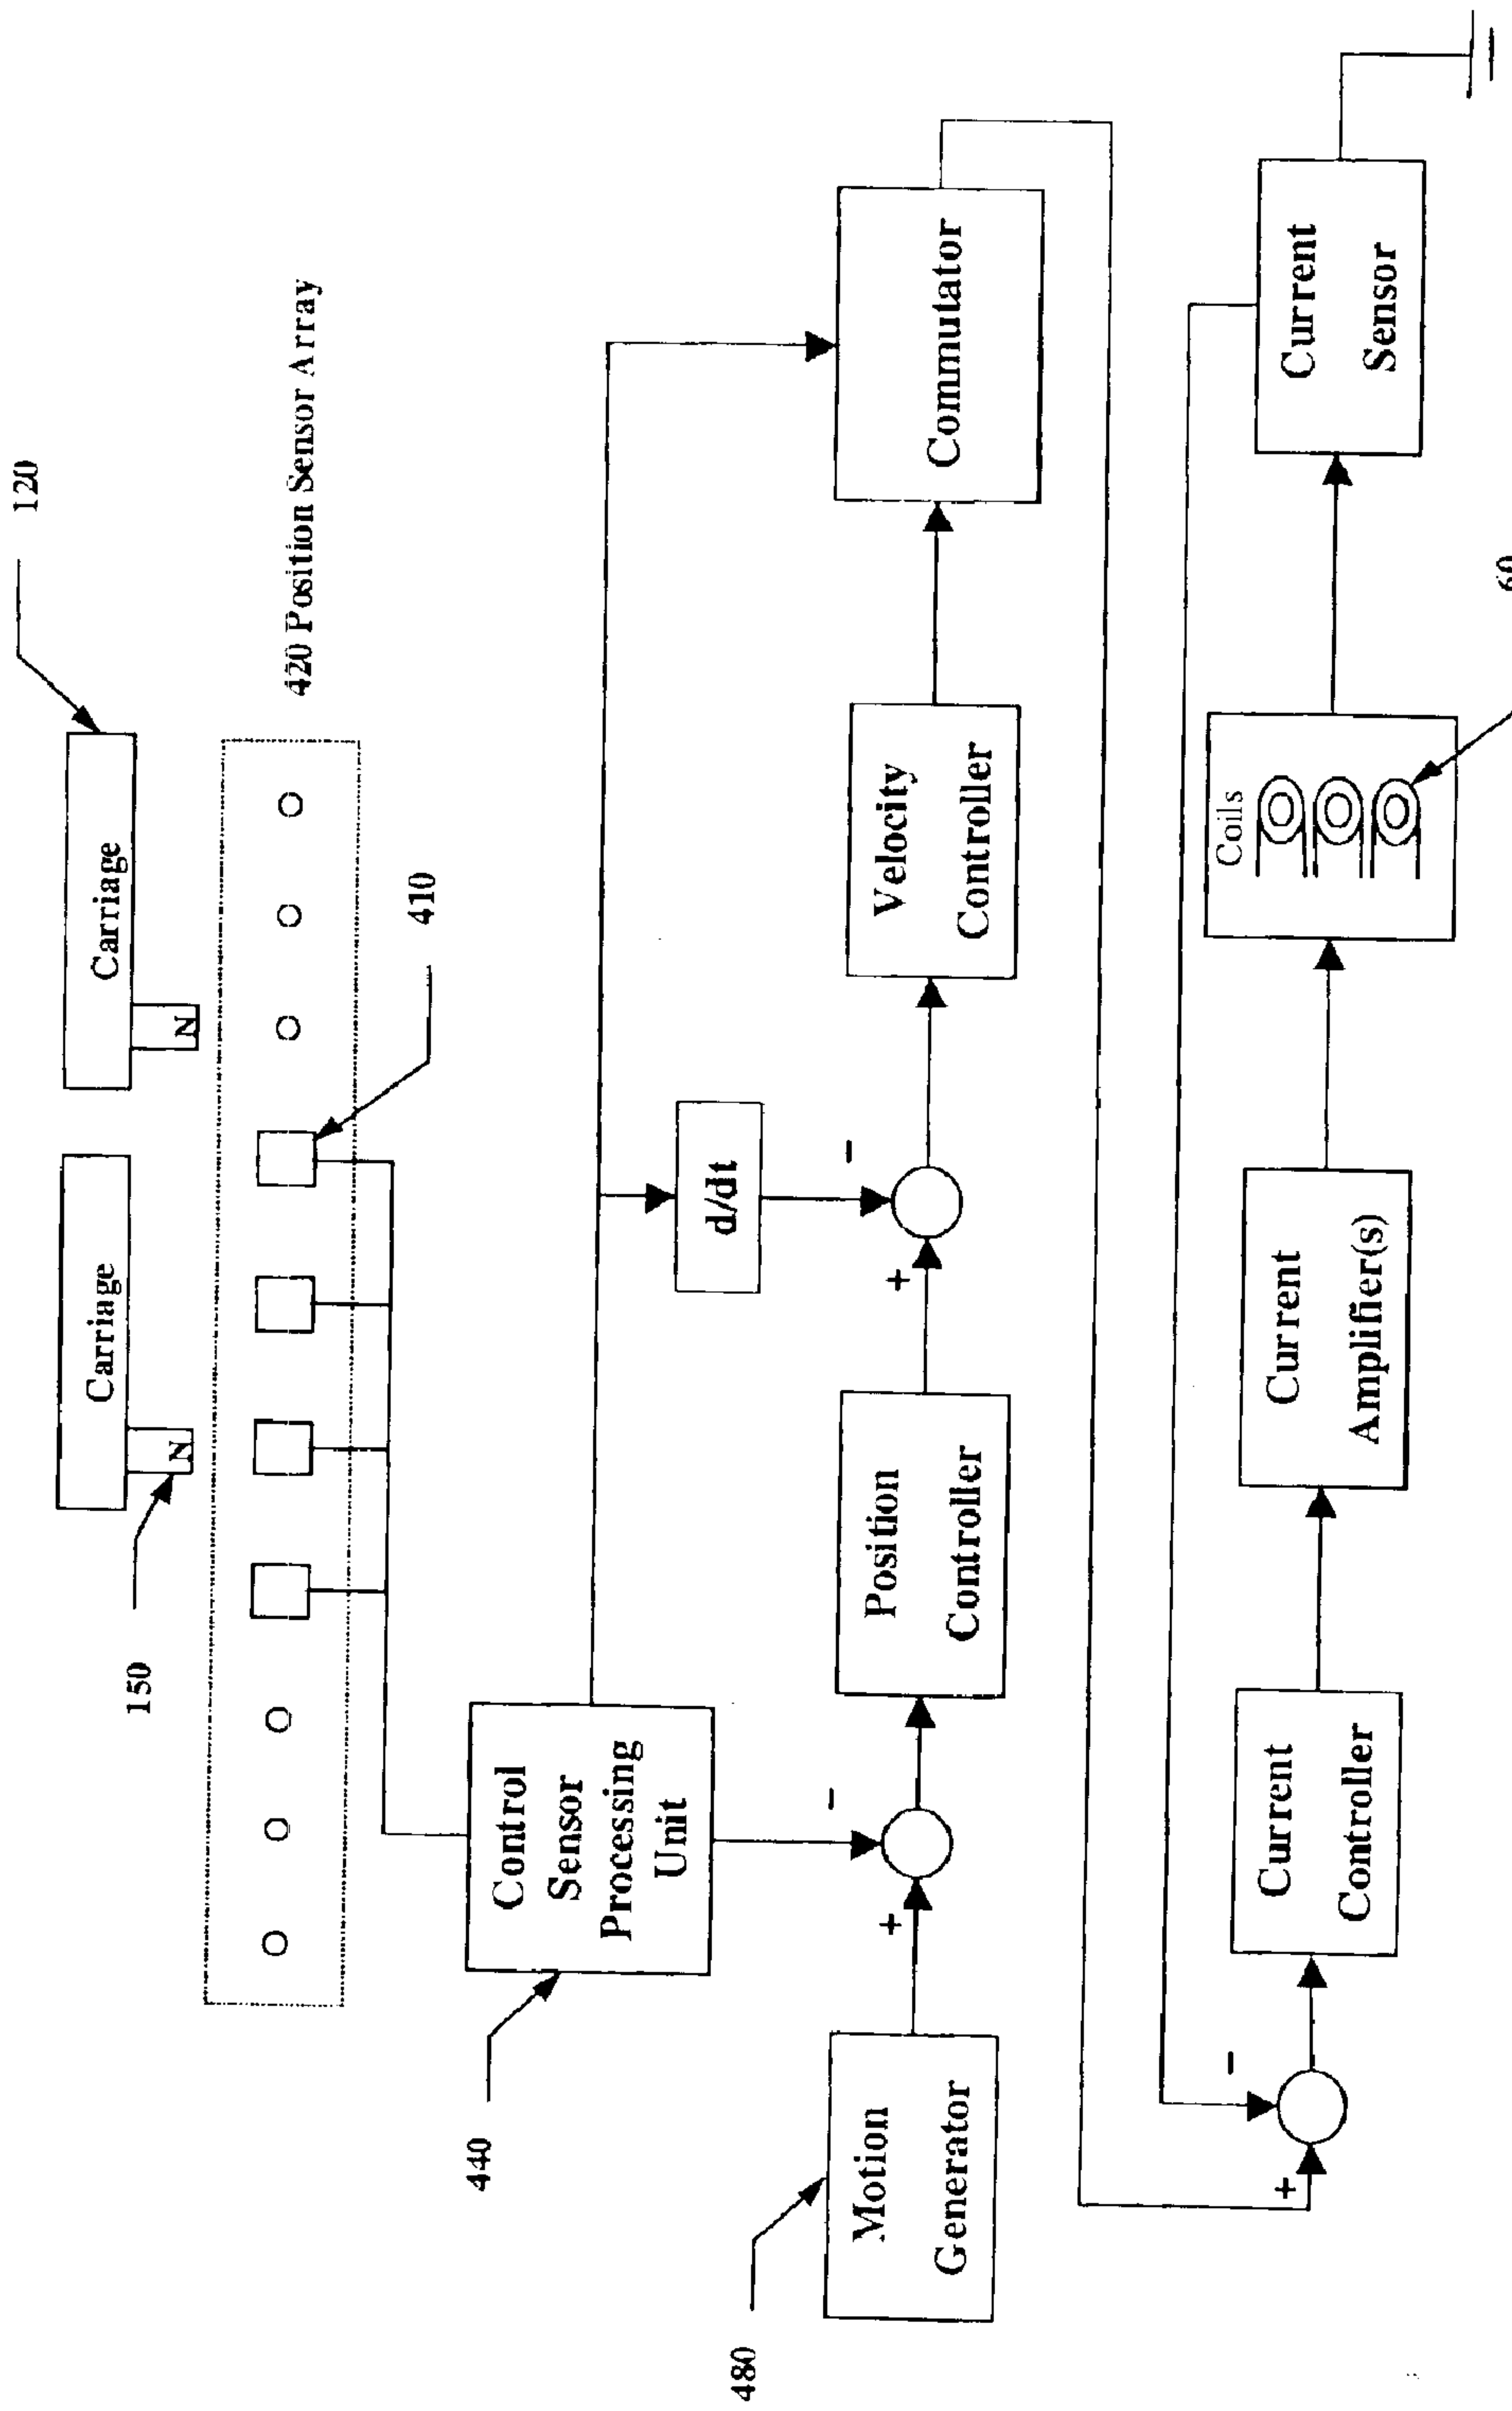 120
Carriage
Carriage
N
N
150
420 Position Sensor Array
410
440
Control
Sensor
Processing
Unit
d/dt
480
Motion
Generator
+
-
Position
Controller
+
-
Velocity
Controller
Commutator
+
-
Current
Controller
Current
Amplifier(s)
Coils
60
Current
Sensor